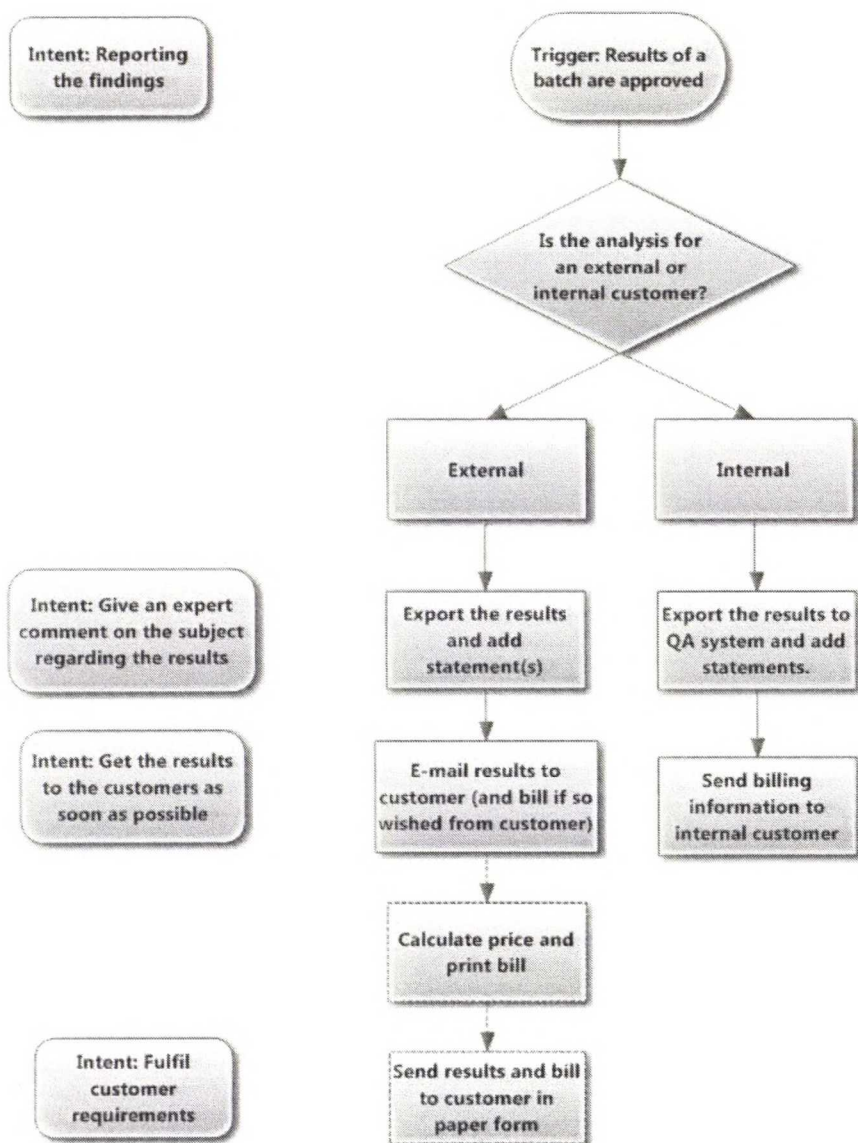 Intent: Reporting
the findings
Trigger: Results of a
batch are approved
Is the analysis for
an external or
internal customer?
External
Internal
Intent: Give an expert
comment on the subject
regarding the results
Export the results
and add
statement(s)
Export the results to
QA system and add
statements.
Intent: Get the results
to the customers as
soon as possible
E-mail results to
customer (and bill if so
wished from customer)
Send billing
information to
internal customer
Calculate price and
print bill
Intent: Fulfil
customer
requirements
Send results and bill
to customer in
paper form